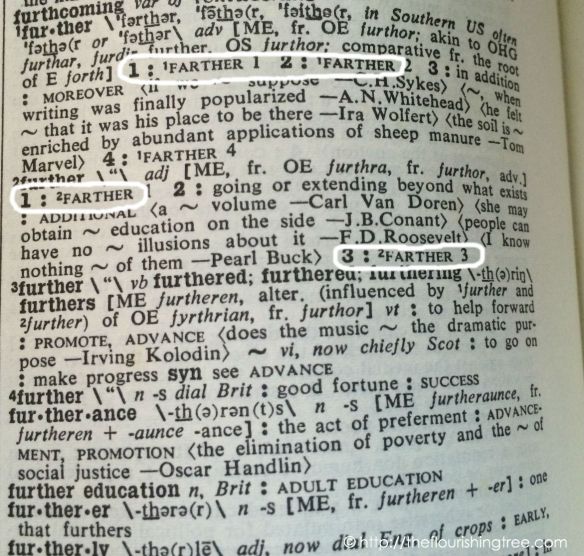 furthcoming var of
¹fur·ther \ˈfərthər, ˈfəthə(r, ˈfəithə(r, in Southern US often
ˈfəthə(r or ˈfəthər\ adv [ME, fr. OE furthor; akin to OHG
furthar, further, OS furthor; comparative fr. the root
of E forth] 1 : ¹FARTHER 1 2 : ¹FARTHER 2 3 : in addition
: MOREOVER suppose —C.H.Sykes⟩ ⟨~, when
writing was finally popularized —A.N.Whitehead⟩ ⟨he felt
~ that it was his place to be there —Ira Wolfert⟩ ⟨the soil is ~
enriched by abundant applications of sheep manure —Tom
Marvel⟩ 4 : ¹FARTHER 4
²further \"\ adj [ME, fr. OE furthra, fr. furthor, adv.]
1 : ²FARTHER 1 2 : going or extending beyond what exists
: ADDITIONAL ⟨a ~ volume —Carl Van Doren⟩ ⟨she may
obtain ~ education on the side —J.B.Conant⟩ ⟨people can
have no ~ illusions about it —F.D.Roosevelt⟩ ⟨I know
nothing ~ of them —Pearl Buck⟩ 3 : ²FARTHER 3
³further \"\ vb furthered; furthered; furthering \-th(ə)riŋ\
furthers [ME furtheren, alter. (influenced by ¹further and
²further) of OE fyrthrian, fr. furthor] vt : to help forward
: PROMOTE, ADVANCE ⟨does the music ~ the dramatic pur-
pose —Irving Kolodin⟩ ~ vi, now chiefly Scot : to go on
: make progress syn see ADVANCE
⁴further \"\ n -s dial Brit : good fortune : SUCCESS
fur·ther·ance \-th(ə)rən(t)s\ n -s [ME furtheraunce, fr.
furtheren + -aunce -ance] : the act of preferment : ADVANCE-
MENT, PROMOTION ⟨the elimination of poverty and the ~ of
social justice —Oscar Handlin⟩
further education n, Brit : ADULT EDUCATION
fur·ther·er \-thərə(r)\ n -s [ME, fr. furtheren + -er] : one
that furthers
fur·ther·ly \-thə(r)lē\ adj, now dial Eng of crops : EARLY,
© http://theflourishingtree.com